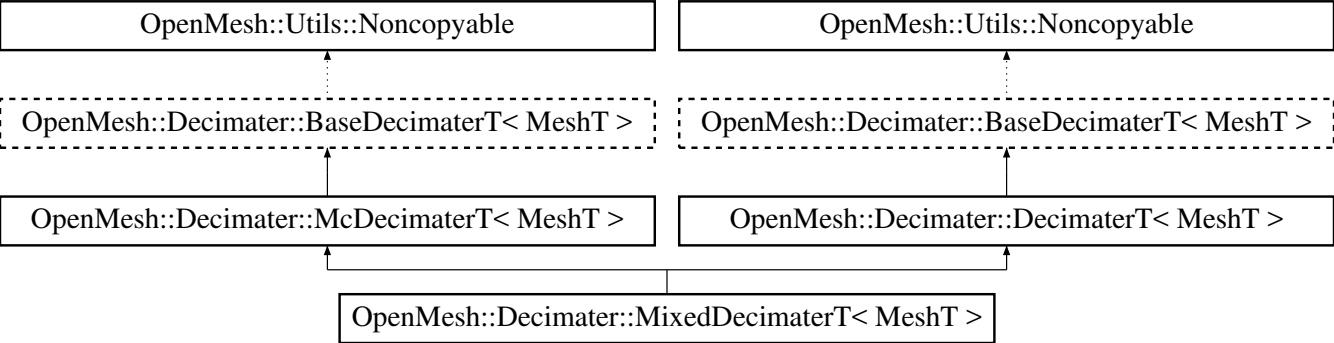 OpenMesh::Utils::Noncopyable
OpenMesh::Utils::Noncopyable
OpenMesh::Decimater::BaseDecimaterT< MeshT >
OpenMesh::Decimater::BaseDecimaterT< MeshT >
OpenMesh::Decimater::McDecimaterT< MeshT >
OpenMesh::Decimater::DecimaterT< MeshT >
OpenMesh::Decimater::MixedDecimaterT< MeshT >